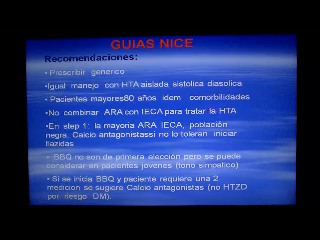 GUIAS NICE
Recomendaciones:
•Prescribir generico
•Igual manejo con HTA aislada sistolica diasolica
• Pacientes mayores80 años idem comorbilidades
•No combinar ARA con IECA para tratar la HTA
•En step 1: la mayoria ARA IECA, población
negra. Calcio antagonistassi no lo toleran iniciar
tiazidas
• BBQ no son de primera elección pero se puede
considerar en pacientes jovenes (tono simpatico)
• Si se inicia BBQ y paciente requiere una 2
medicion se sugiere Calcio antagonistas (no HTZD
por riesgo DM).